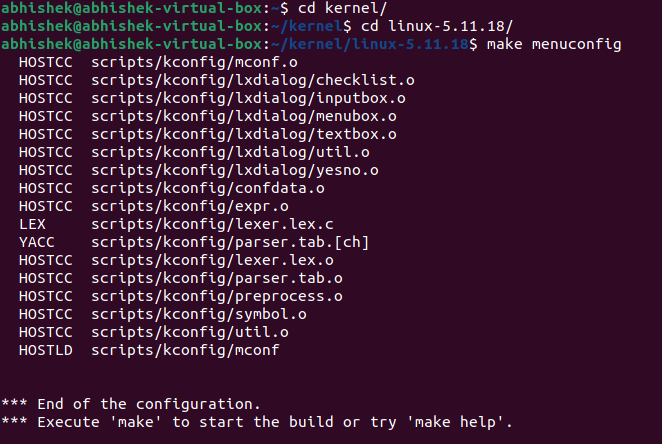 abhishek@abhishek-virtual-box:~$ cd kernel/
abhishek@abhishek-virtual-box:~/kernel$ cd linux-5.11.18/
abhishek@abhishek-virtual-box:~/kernel/linux-5.11.18$ make menuconfig
  HOSTCC  scripts/kconfig/mconf.o
  HOSTCC  scripts/kconfig/lxdialog/checklist.o
  HOSTCC  scripts/kconfig/lxdialog/inputbox.o
  HOSTCC  scripts/kconfig/lxdialog/menubox.o
  HOSTCC  scripts/kconfig/lxdialog/textbox.o
  HOSTCC  scripts/kconfig/lxdialog/util.o
  HOSTCC  scripts/kconfig/lxdialog/yesno.o
  HOSTCC  scripts/kconfig/confdata.o
  HOSTCC  scripts/kconfig/expr.o
  LEX     scripts/kconfig/lexer.lex.c
  YACC    scripts/kconfig/parser.tab.[ch]
  HOSTCC  scripts/kconfig/lexer.lex.o
  HOSTCC  scripts/kconfig/parser.tab.o
  HOSTCC  scripts/kconfig/preprocess.o
  HOSTCC  scripts/kconfig/symbol.o
  HOSTCC  scripts/kconfig/util.o
  HOSTLD  scripts/kconfig/mconf
*** End of the configuration.
*** Execute 'make' to start the build or try 'make help'.